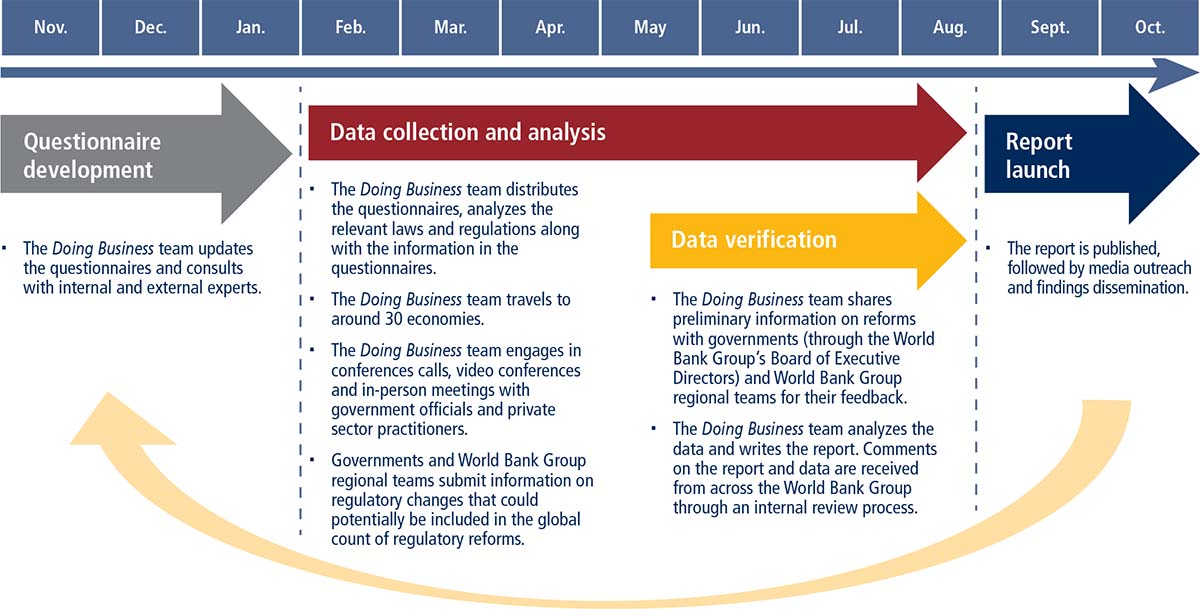 Nov.
Dec.
Jan.
Feb.
Mar.
Apr.
May
Jun.
Jul.
Aug.
Sept.
Oct.
Questionnaire
development
• The Doing Business team updates
the questionnaires and consults
with internal and external experts.
Data collection and analysis
• The Doing Business team distributes
the questionnaires, analyzes the
relevant laws and regulations along
with the information in the
questionnaires.
• The Doing Business team travels to
around 30 economies.
• The Doing Business team engages in
conferences calls, video conferences
and in-person meetings with
government officials and private
sector practitioners.
• Governments and World Bank Group
regional teams submit information on
regulatory changes that could
potentially be included in the global
count of regulatory reforms.
Data verification
• The Doing Business team shares
preliminary information on reforms
with governments (through the World
Bank Group’s Board of Executive
Directors) and World Bank Group
regional teams for their feedback.
• The Doing Business team analyzes the
data and writes the report. Comments
on the report and data are received
from across the World Bank Group
through an internal review process.
Report
launch
• The report is published,
followed by media outreach
and findings dissemination.